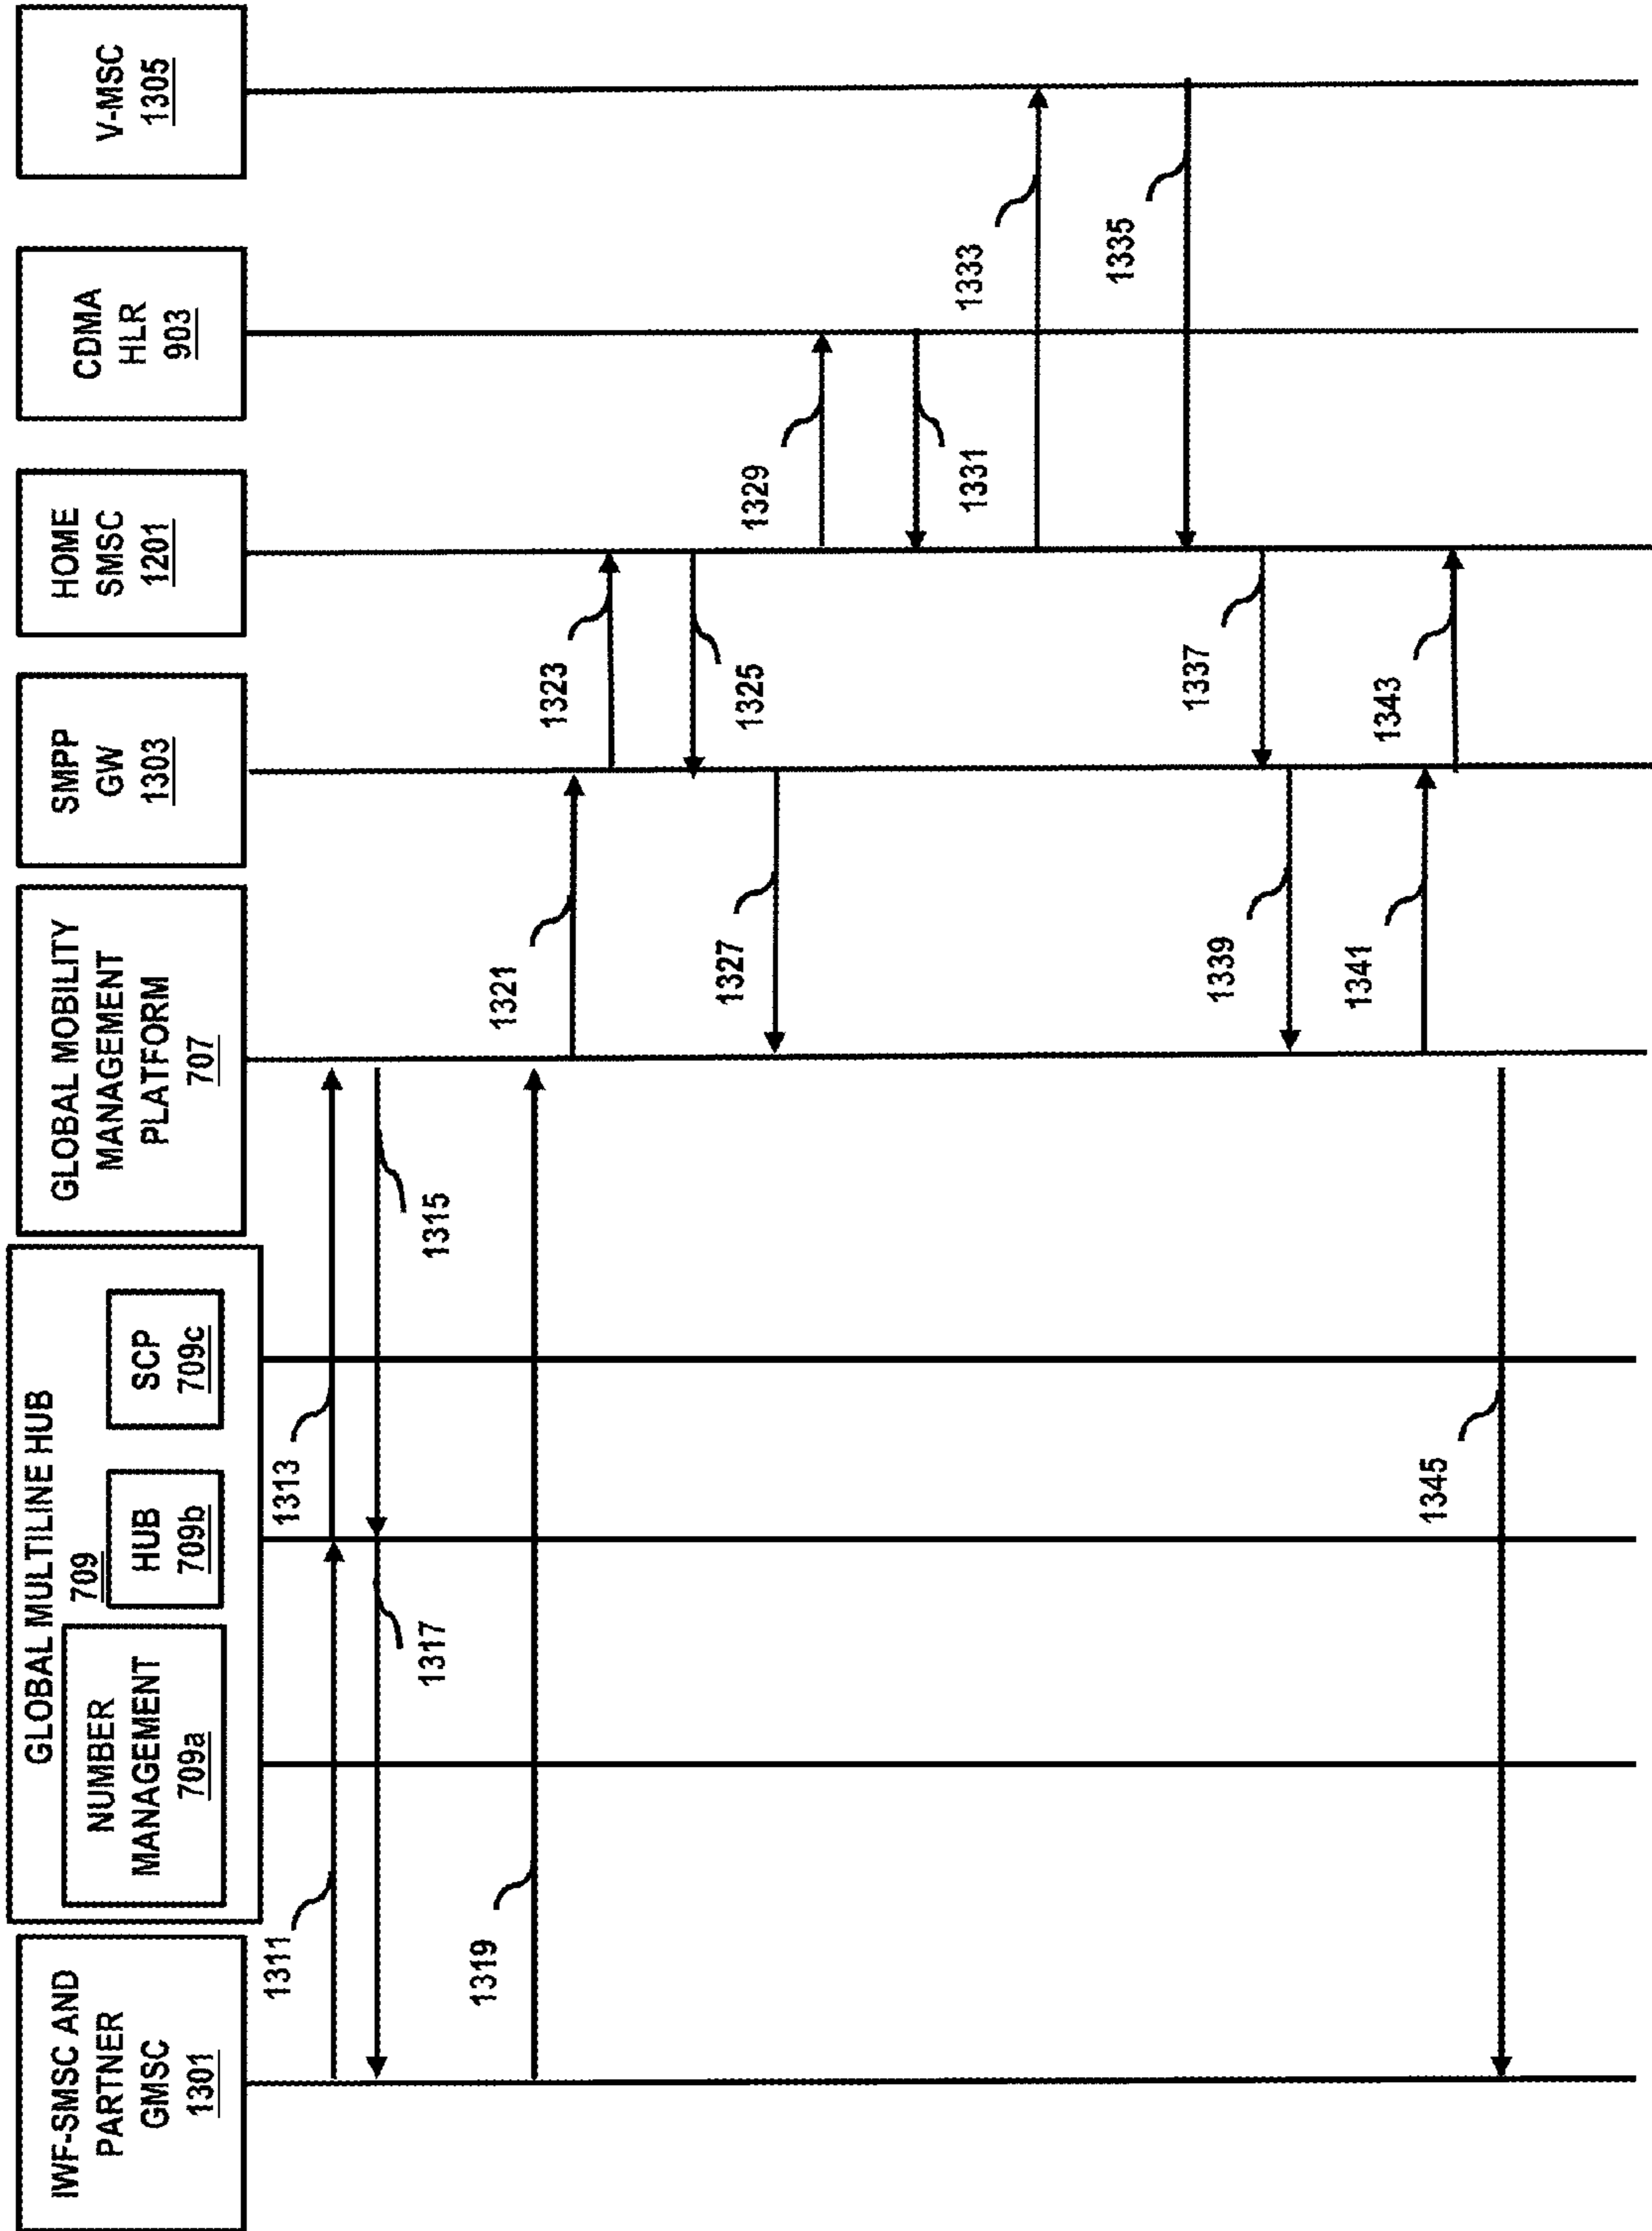 IWF-SMSC AND
PARTNER
GMSC
1301
GLOBAL MULTILINE HUB
709
NUMBER
MANAGEMENT
709a
HUB
709b
SCP
709c
GLOBAL MOBILITY
MANAGEMENT
PLATFORM
707
SMPP
GW
1303
HOME
SMSC
1201
CDMA
HLR
903
V-MSC
1305
1311
1313
1315
1317
1319
1321
1323
1325
1327
1329
1331
1333
1335
1337
1339
1341
1343
1345